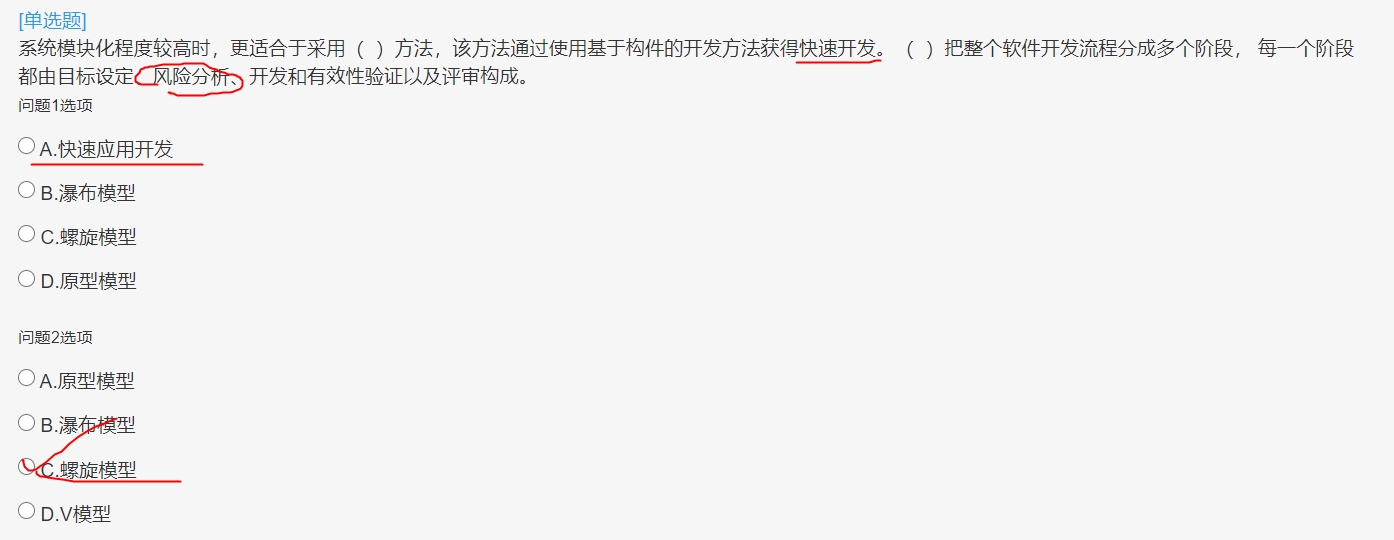 [单选题]
系统模块化程度较高时，更适合于采用（  ）方法，该方法通过使用基于构件的开发方法获得快速开发。（  ）把整个软件开发流程分成多个阶段， 每一个阶段
都由目标设定、风险分析、开发和有效性验证以及评审构成。
问题1选项
A.快速应用开发
B.瀑布模型
C.螺旋模型
D.原型模型
问题2选项
A.原型模型
B.瀑布模型
C.螺旋模型
D.V模型